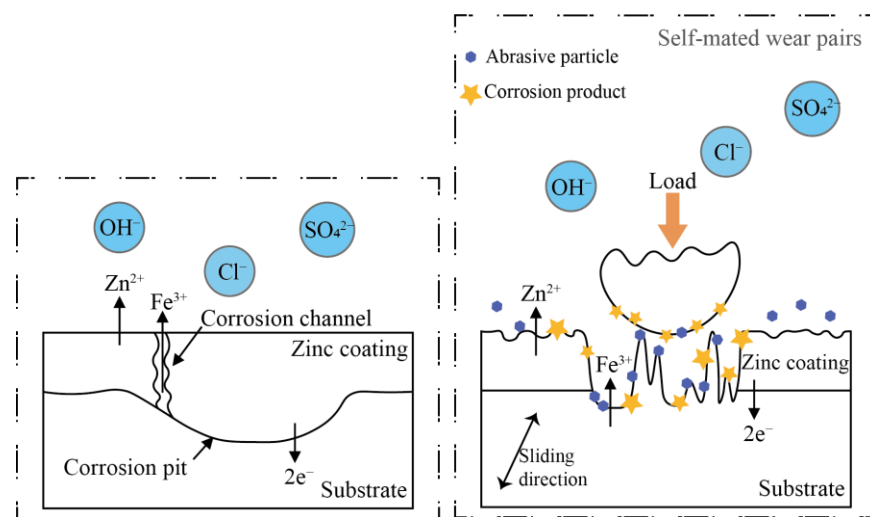 OH⁻
SO₄²⁻
Cl⁻
Zn²⁺
Fe³⁺
Corrosion channel
Zinc coating
Corrosion pit
2e⁻
Substrate
Self-mated wear pairs
Abrasive particle
Corrosion product
SO₄²⁻
Cl⁻
OH⁻
Load
Zn²⁺
Fe³⁺
Zinc coating
2e⁻
Sliding
direction
Substrate